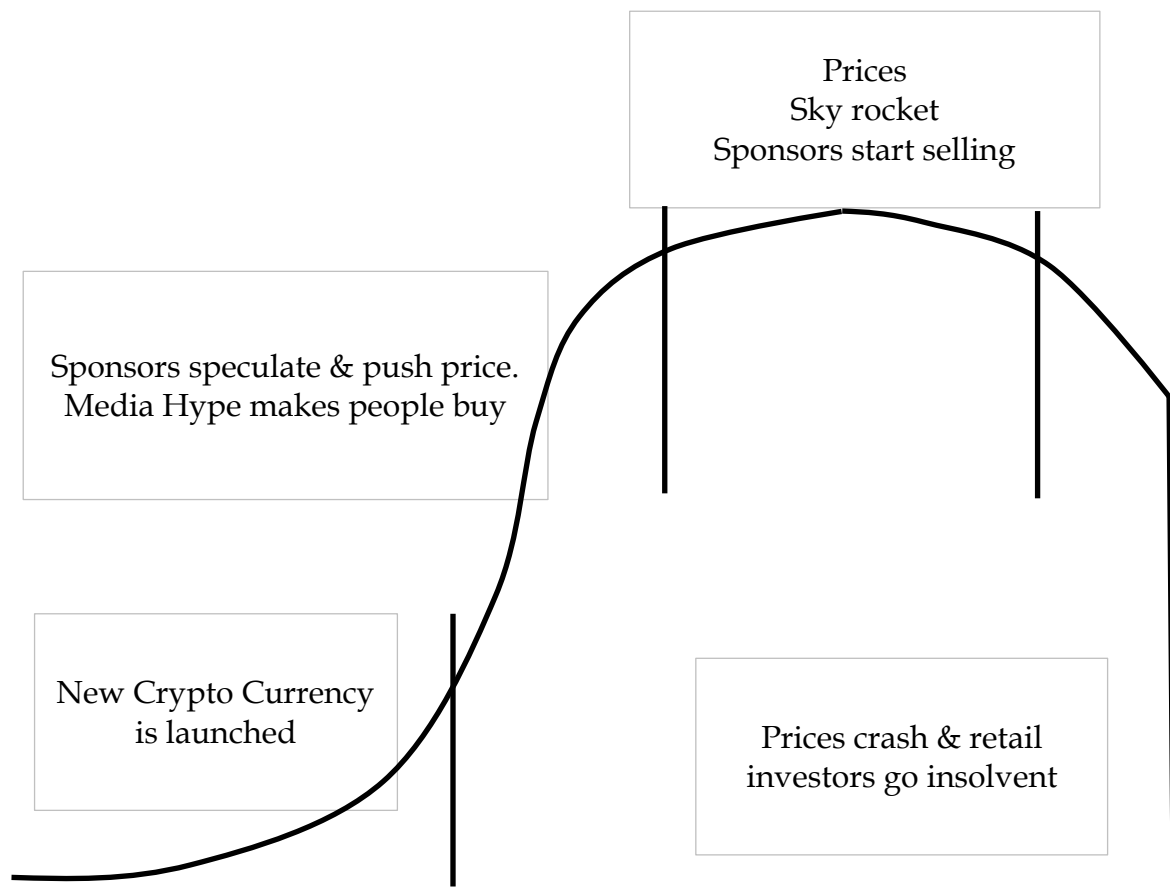 Prices
Sky rocket
Sponsors start selling
Sponsors speculate & push price.
Media Hype makes people buy
New Crypto Currency
is launched
Prices crash & retail
investors go insolvent